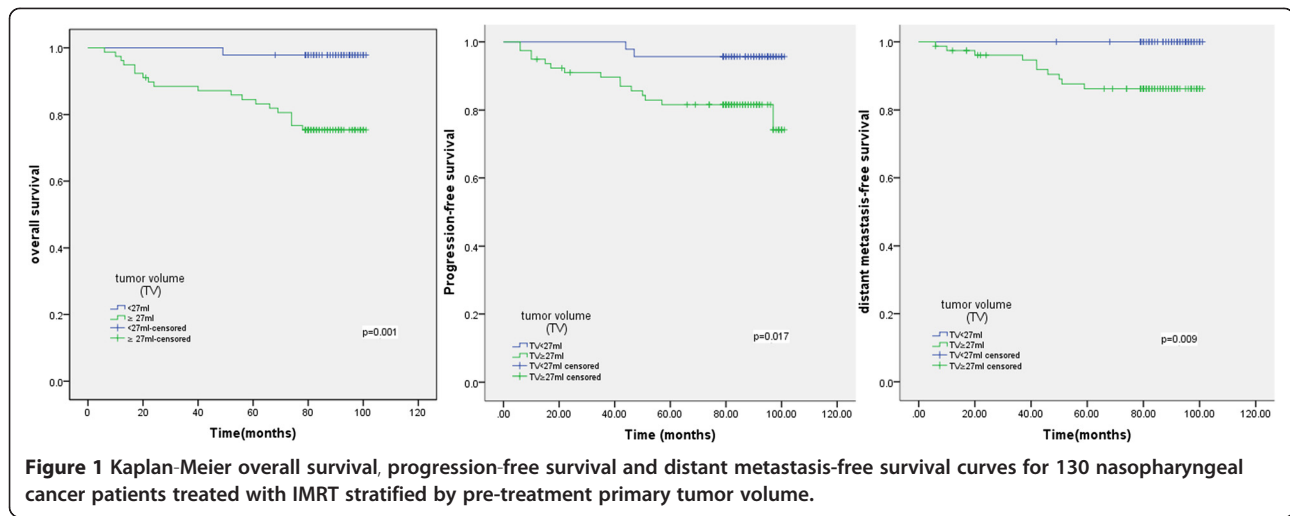 overall survival
1.0
0.8
0.6
0.4
0.2
0.0
tumor volume
(TV)
<27ml
≥ 27ml
<27ml-censored
≥ 27ml-censored
p=0.001
0 20 40 60 80 100 120
Time(months)
Progression-free survival
1.0
0.8
0.6
0.4
0.2
0.0
tumor volume
(TV)
TV<27ml
TV≥27ml
TV<27ml censored
TV≥27ml censored
p=0.017
.00 20.00 40.00 60.00 80.00 100.00 120.00
Time (months)
distant metastasis-free survival
1.0
0.8
0.6
0.4
0.2
0.0
tumor volume
(TV)
TV<27ml
TV≥27ml
TV<27ml censored
TV≥27ml censored
p=0.009
.00 20.00 40.00 60.00 80.00 100.00 120.00
Time (months)
Figure 1 Kaplan-Meier overall survival, progression-free survival and distant metastasis-free survival curves for 130 nasopharyngeal
cancer patients treated with IMRT stratified by pre-treatment primary tumor volume.